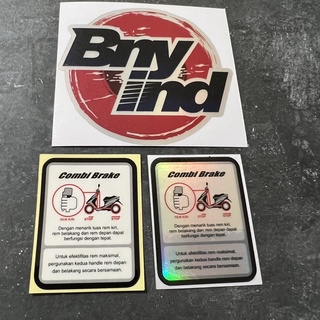 Bny
ind
Combi Brake
Dengan menarik tuas rem kiri,
rem belakang dan rem depan dapat
berfungsi dengan tepat.
Untuk efektifitas rem maksimal,
pergunakan kedua handle rem depan
dan belakang secara bersamaan.
Combi Brake
Dengan menarik tuas rem kiri,
rem belakang dan rem depan dapat
berfungsi dengan tepat.
Untuk efektifitas rem maksimal,
pergunakan kedua handle rem depan
dan belakang secara bersamaan.